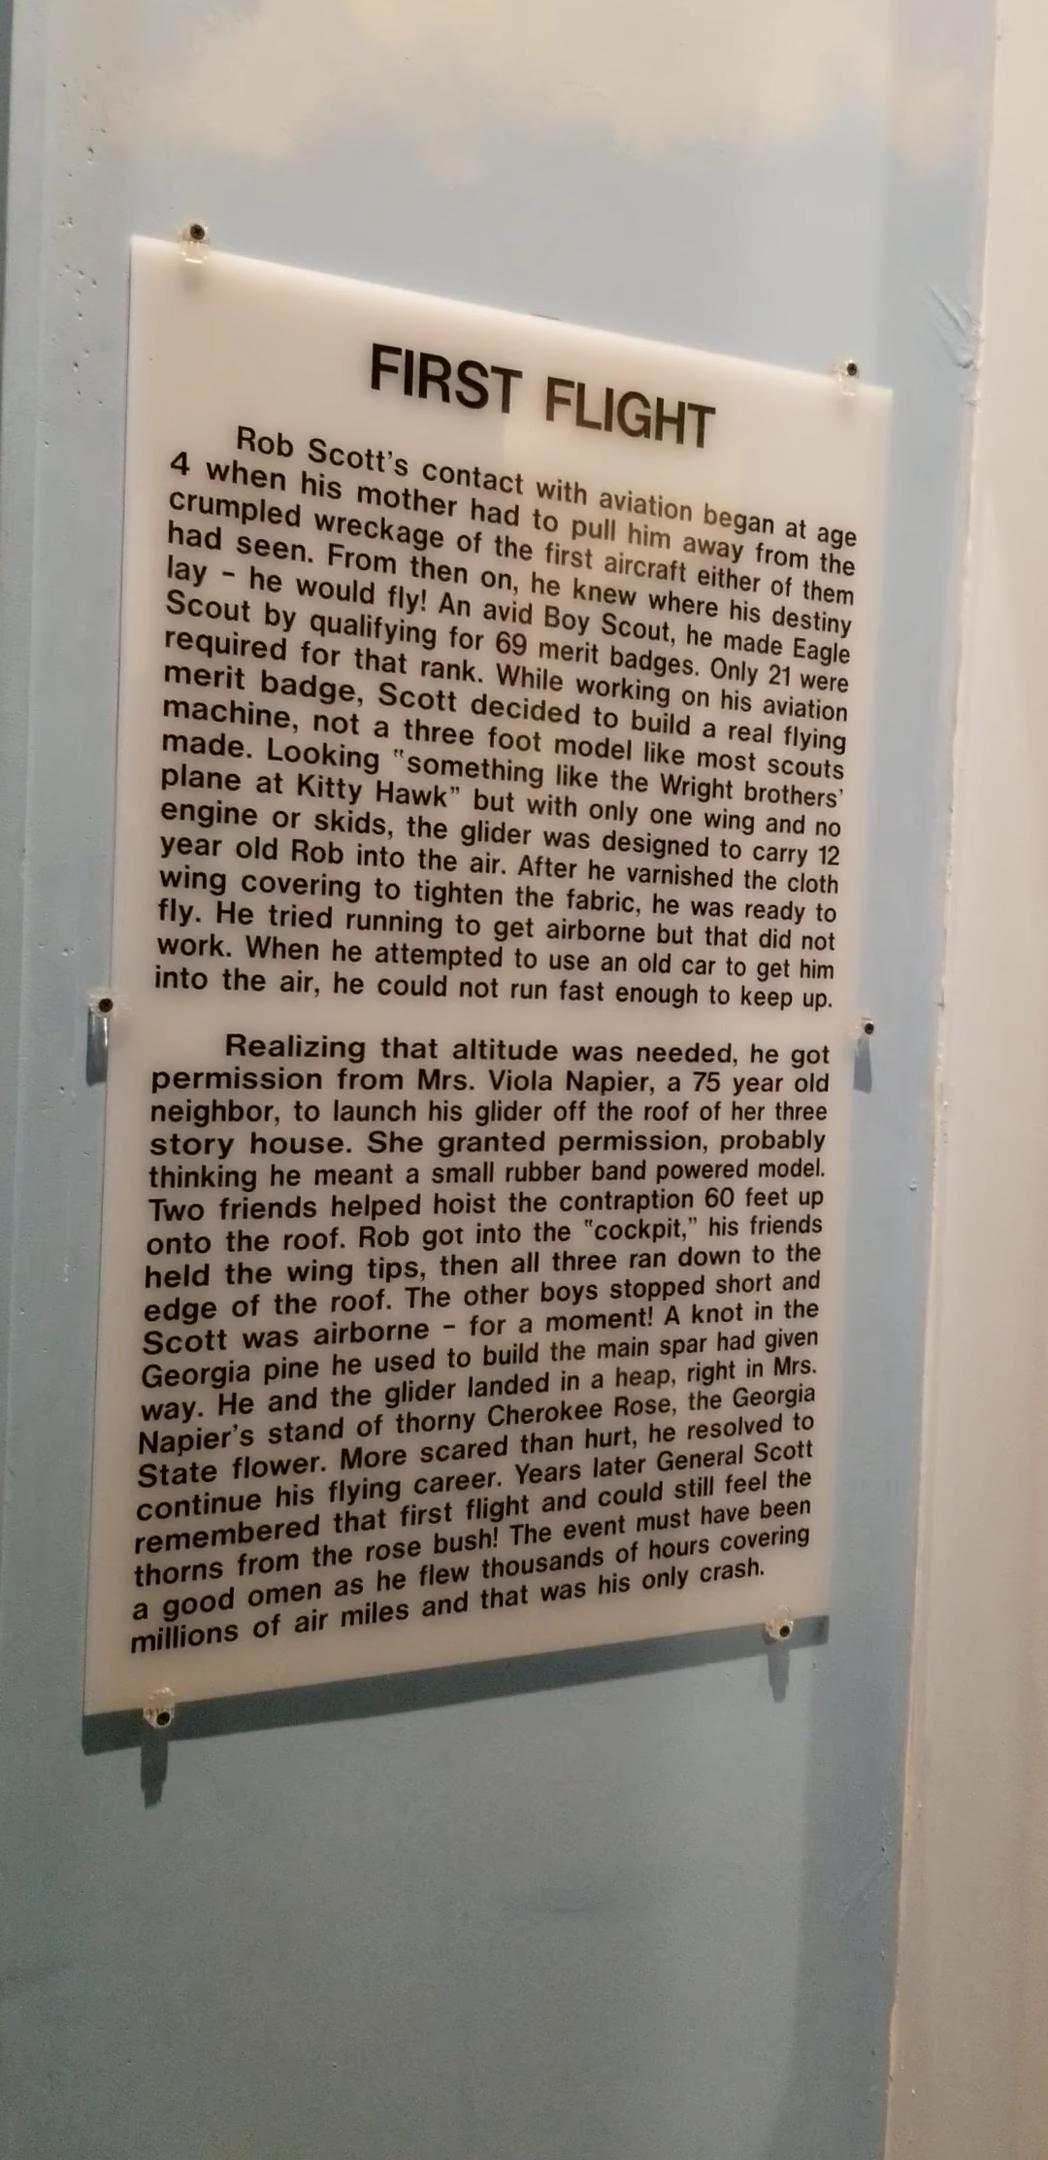 FIRST FLIGHT
Rob Scott's contact with aviation began at age
4 when his mother had to pull him away from the
crumpled wreckage of the first aircraft either of them
had seen. From then on, he knew where his destiny
lay - he would fly! An avid Boy Scout, he made Eagle
Scout by qualifying for 69 merit badges. Only 21 were
required for that rank. While working on his aviation
merit badge, Scott decided to build a real flying
machine, not a three foot model like most scouts
made. Looking "something like the Wright brothers'
plane at Kitty Hawk" but with only one wing and no
engine or skids, the glider was designed to carry 12
year old Rob into the air. After he varnished the cloth
wing covering to tighten the fabric, he was ready to
fly. He tried running to get airborne but that did not
work. When he attempted to use an old car to get him
into the air, he could not run fast enough to keep up.
Realizing that altitude was needed, he got
permission from Mrs. Viola Napier, a 75 year old
neighbor, to launch his glider off the roof of her three
story house. She granted permission, probably
thinking he meant a small rubber band powered model.
Two friends helped hoist the contraption 60 feet up
onto the roof. Rob got into the "cockpit," his friends
held the wing tips, then all three ran down to the
edge of the roof. The other boys stopped short and
Scott was airborne - for a moment! A knot in the
Georgia pine he used to build the main spar had given
way. He and the glider landed in a heap, right in Mrs.
Napier's stand of thorny Cherokee Rose, the Georgia
State flower. More scared than hurt, he resolved to
continue his flying career. Years later General Scott
remembered that first flight and could still feel the
thorns from the rose bush! The event must have been
a good omen as he flew thousands of hours covering
millions of air miles and that was his only crash.